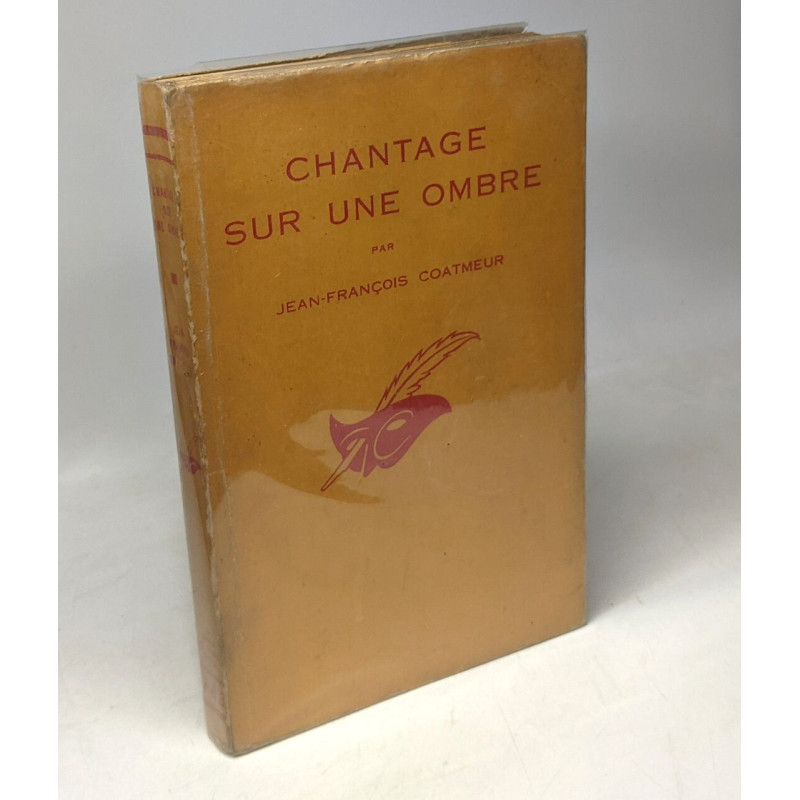 CHANTAGE
SUR UNE OMBRE
PAR
JEAN-FRANÇOIS COATMEUR